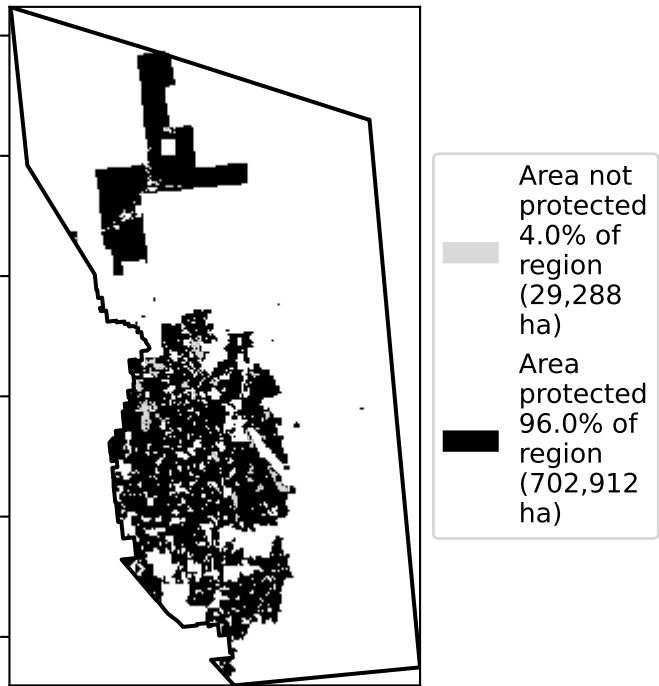 Area not
protected
4.0% of
region
(29,288
ha)
Area
protected
96.0% of
region
(702,912
ha)